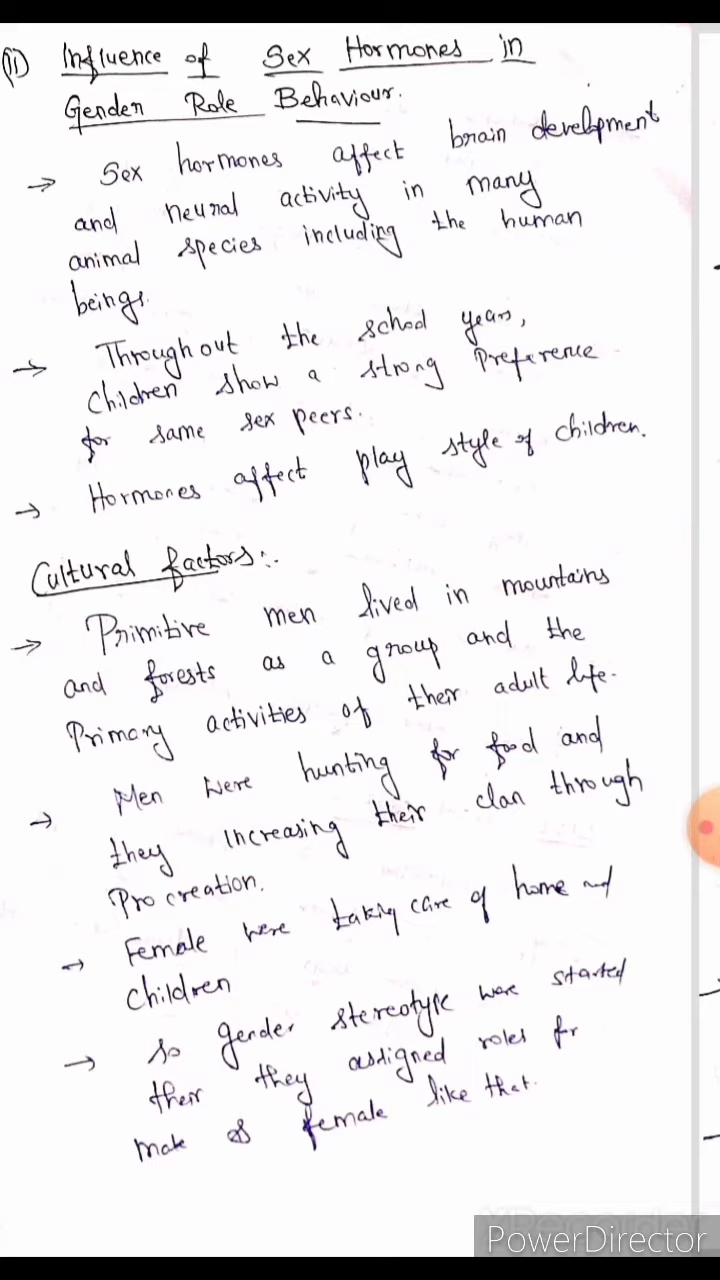 (ii) Influence of Sex Hormones in
Gender Role Behaviour.
→ Sex hormones affect brain development
and neural activity in many
animal species including the human
beings.
→ Throughout the school years,
children show a strong Preference
for same sex peers.
→ Hormones affect play style of children.
Cultural factors:-
→ Primitive men lived in mountains
and forests as a group and the
Primary activities of their adult life.
→ Men were hunting for food and
they increasing their clan through
Pro creation.
→ Female were taking care of home and
children
→ so gender stereotype were started
their they assigned roles for
male & female like that.
PowerDirector